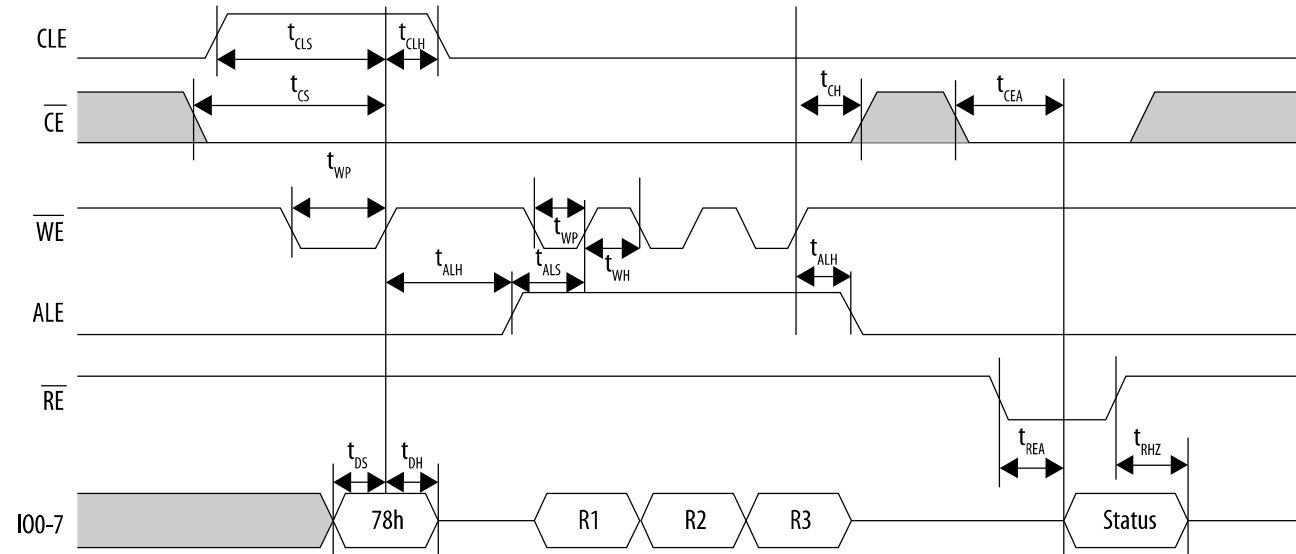 CLE
tCLS
tCLH
CE
tCS
tCH
tCEA
WE
tWP
tWP
tWH
ALE
tALH
tALS
tALH
RE
tREA
tRHZ
tDS
tDH
IO0-7
78h
R1
R2
R3
Status